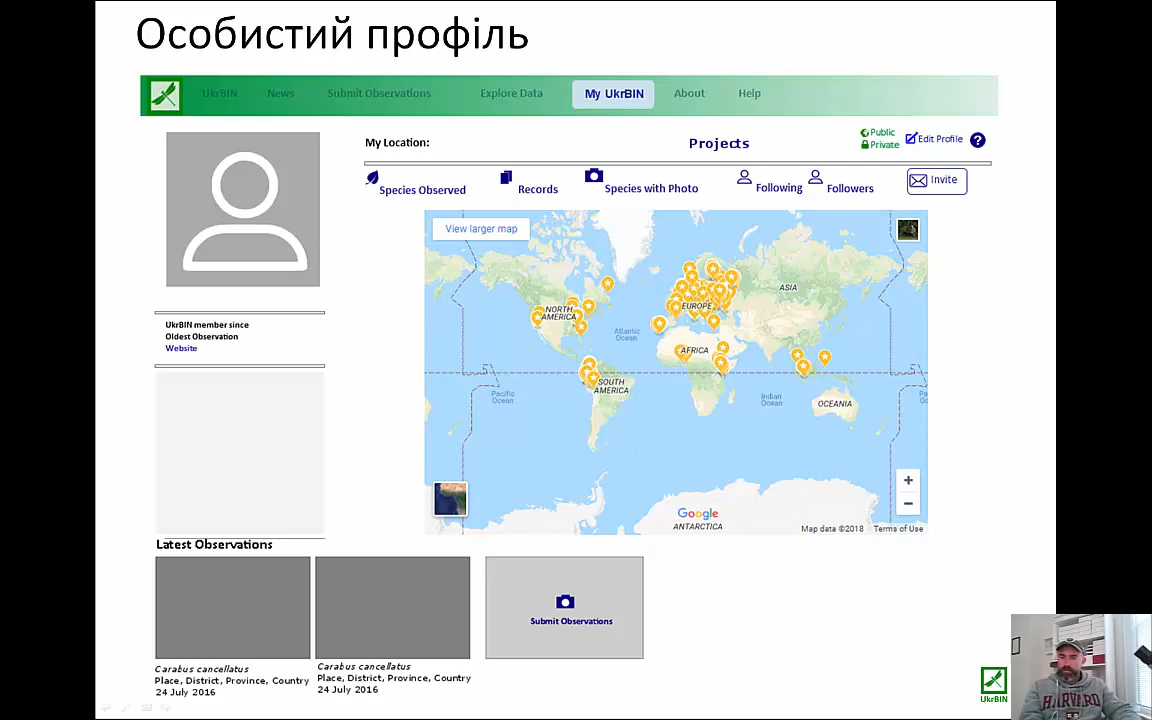 Особистий профіль
UkrBIN News Submit Observations Explore Data My UkrBIN About Help
My Location: Projects Public Private Edit Profile ?
Species Observed Records Species with Photo Following Followers Invite
View larger map
NORTH AMERICA
EUROPE
ASIA
Atlantic Ocean
AFRICA
SOUTH AMERICA
Pacific Ocean
Indian Ocean
OCEANIA
Pa
Oc
Google
ANTARCTICA
Map data ©2018 Terms of Use
UkrBIN member since
Oldest Observation
Website
Latest Observations
Submit Observations
Carabus cancellatus
Place, District, Province, Country
24 July 2016
Carabus cancellatus
Place, District, Province, Country
24 July 2016
UkrBIN
HARVARD